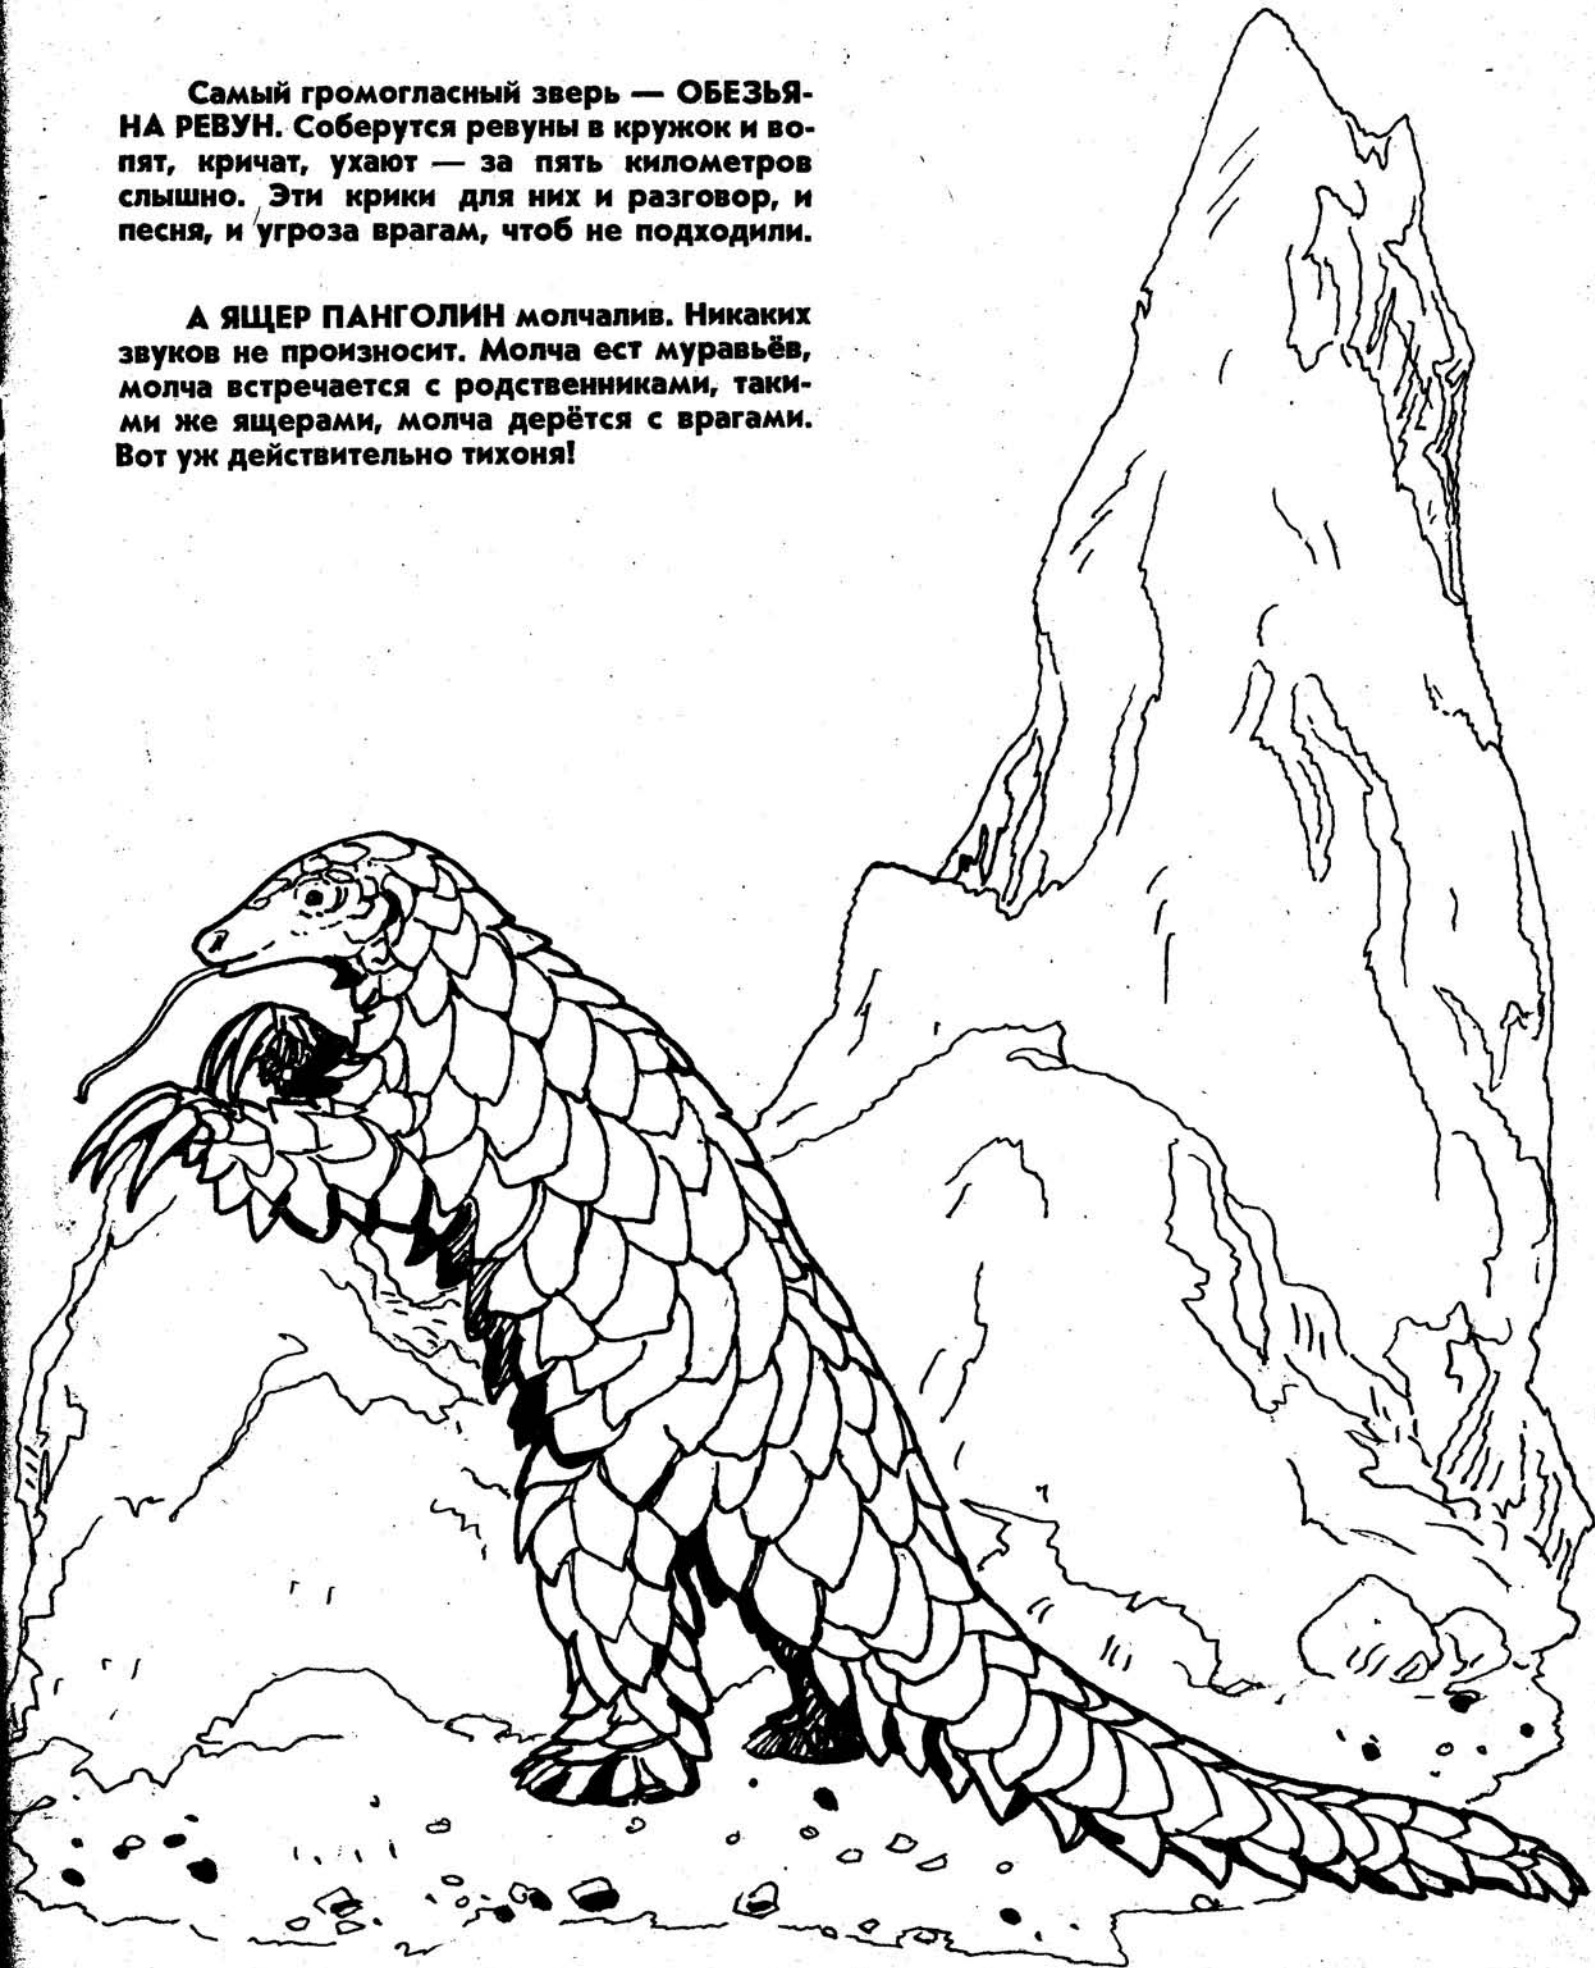 Самый громогласный зверь — ОБЕЗЬЯ-
НА РЕВУН. Соберутся ревуны в кружок и во-
пят, кричат, ухают — за пять километров
слышно. Эти крики для них и разговор, и
песня, и угроза врагам, чтоб не подходили.
А ЯЩЕР ПАНГОЛИН молчалив. Никаких
звуков не произносит. Молча ест муравьёв,
молча встречается с родственниками, таки-
ми же ящерами, молча дерётся с врагами.
Вот уж действительно тихоня!